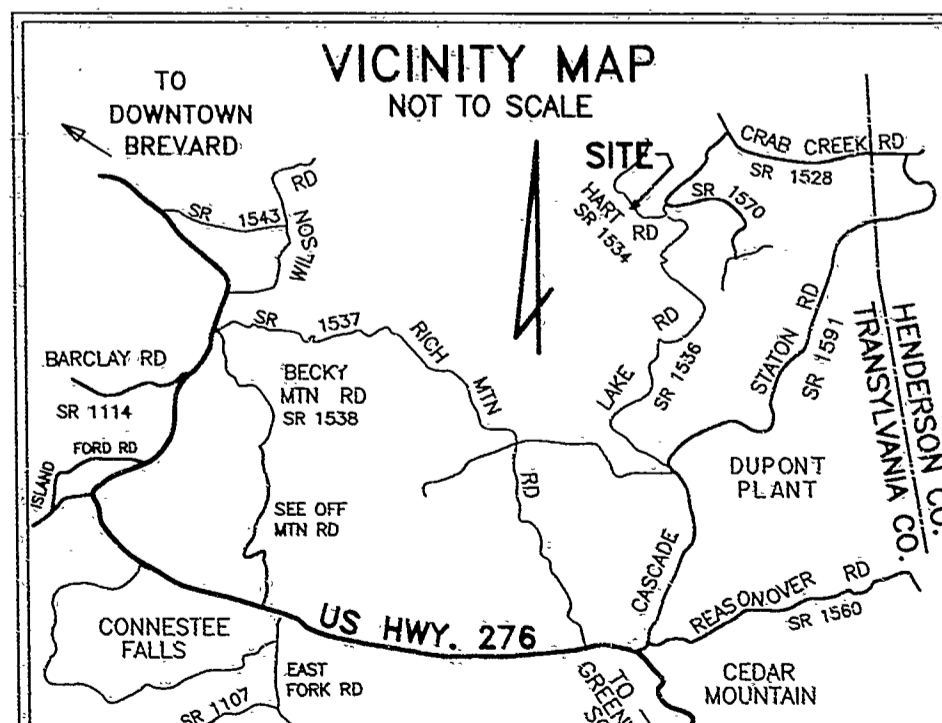 VICINITY MAP
NOT TO SCALE
TO
DOWNTOWN
BREVARD
SITE
CRAB CREEK RD
SR 1528
SR 1570
HART RD
SR 1534
SR 1543
WILSON RD
SR 1537
RICH MTN RD
BARCLAY RD
SR 1114
BECKY
MTN RD
SR 1538
LAKE RD
SR 1536
STATON RD
SR 1591
HENDERSON CO.
TRANSYLVANIA CO.
FORD RD
ISLAND
SEE OFF
MTN RD
DUPONT
PLANT
CASCADE
REASONOVER RD
SR 1560
CONNESTEE
FALLS
US HWY. 276
EAST
FORK RD
SR 1107
TO
CEDAR
MOUNTAIN